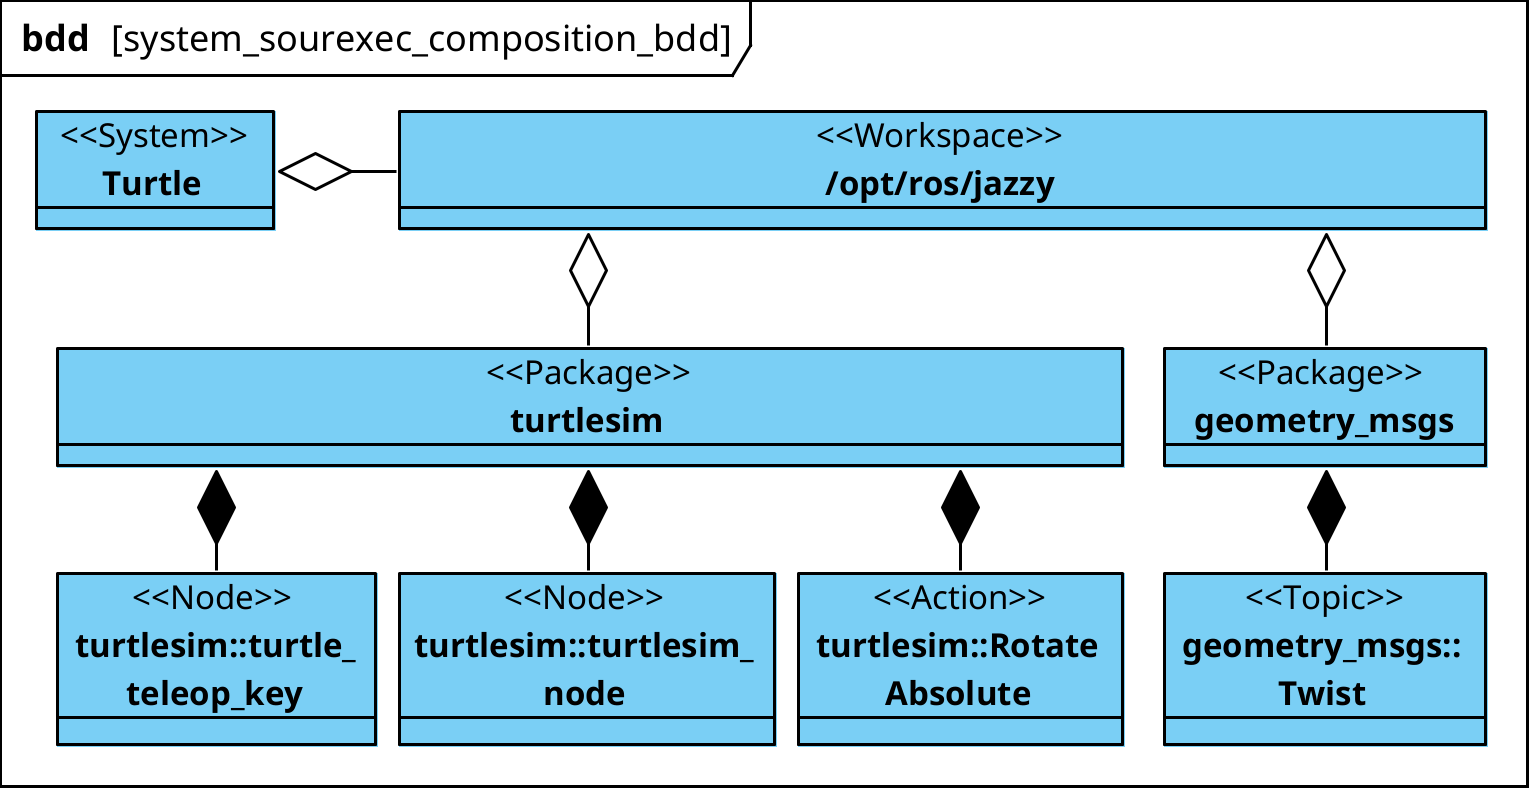 bdd [system_sourexec_composition_bdd]
<<System>>
Turtle
<<Workspace>>
/opt/ros/jazzy
<<Package>>
turtlesim
<<Package>>
geometry_msgs
<<Node>>
turtlesim::turtle_
teleop_key
<<Node>>
turtlesim::turtlesim_
node
<<Action>>
turtlesim::Rotate
Absolute
<<Topic>>
geometry_msgs::
Twist